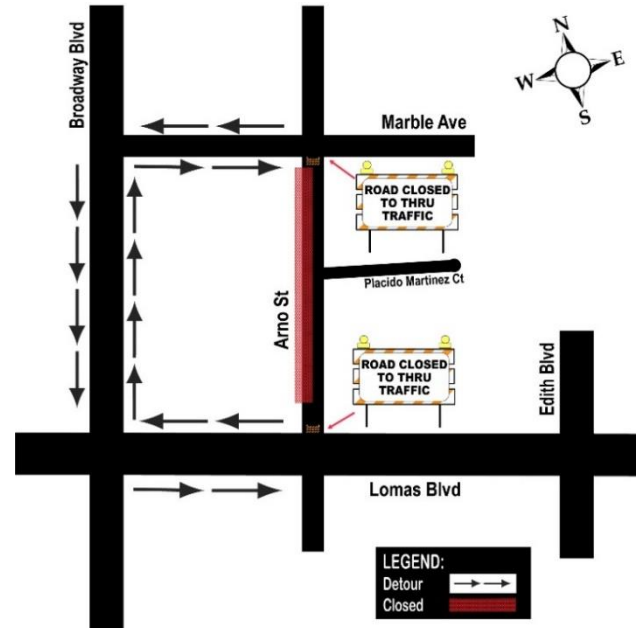 Broadway Blvd
N
E
W
S
Marble Ave
ROAD CLOSED
TO THRU
TRAFFIC
Placido Martinez Ct
Arno St
ROAD CLOSED
TO THRU
TRAFFIC
Edith Blvd
Lomas Blvd
LEGEND:
Detour
Closed